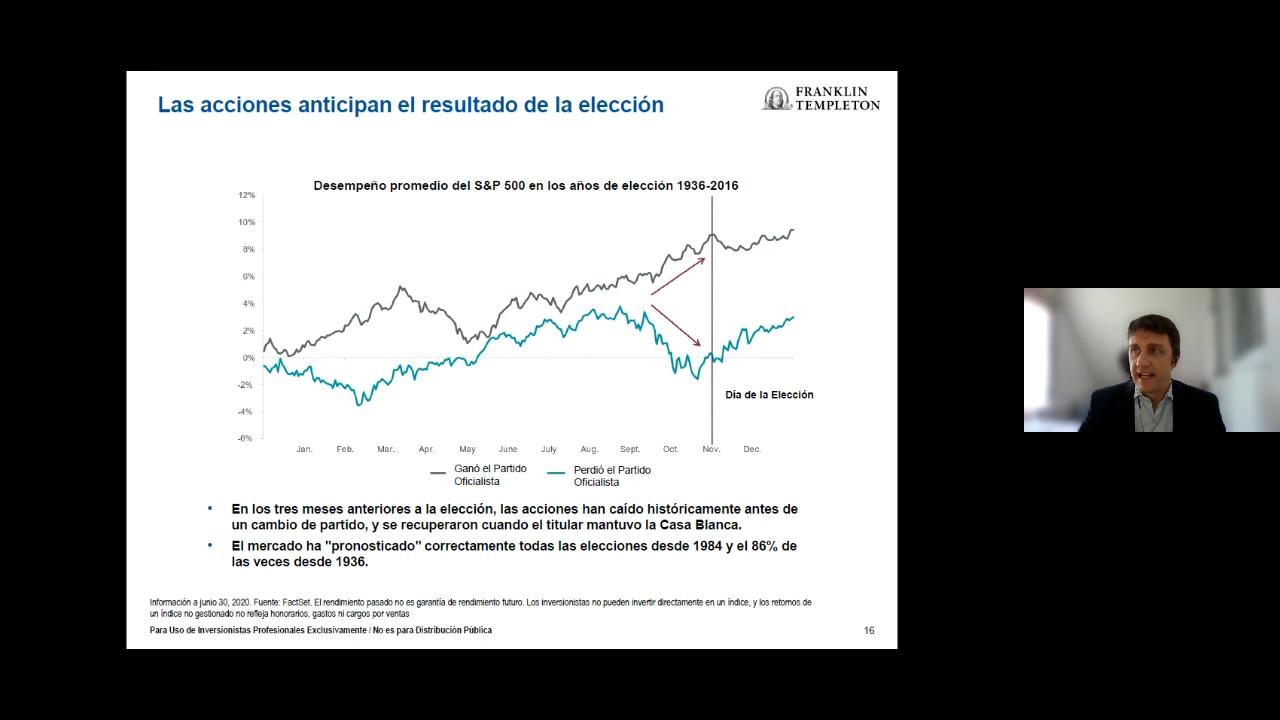 Las acciones anticipan el resultado de la elección
FRANKLIN
TEMPLETON
Desempeño promedio del S&P 500 en los años de elección 1936-2016
12%
10%
8%
6%
4%
2%
0%
-2%
-4%
-6%
Día de la Elección
Jan. Feb. Mar. Apr. May June July Aug. Sept. Oct. Nov. Dec.
Ganó el Partido
Oficialista
Perdió el Partido
Oficialista
• En los tres meses anteriores a la elección, las acciones han caído históricamente antes de
un cambio de partido, y se recuperaron cuando el titular mantuvo la Casa Blanca.
• El mercado ha "pronosticado" correctamente todas las elecciones desde 1984 y el 86% de
las veces desde 1936.
Información a junio 30, 2020. Fuente: FactSet. El rendimiento pasado no es garantía de rendimiento futuro. Los inversionistas no pueden invertir directamente en un índice, y los retornos de
un índice no gestionado no refleja honorarios, gastos ni cargos por ventas
Para Uso de Inversionistas Profesionales Exclusivamente / No es para Distribución Pública
16